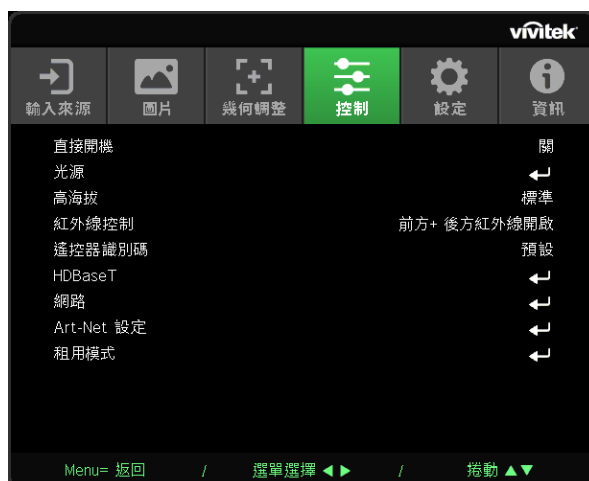 vivitek
輸入來源 圖片 幾何調整 控制 設定 資訊
直接開機 關
光源
高海拔 標準
紅外線控制 前方+ 後方紅外線開啟
遙控器識別碼 預設
HDBaseT
網路
Art-Net 設定
租用模式
Menu= 返回 / 選單選擇 ◀ ▶ / 捲動 ▲▼